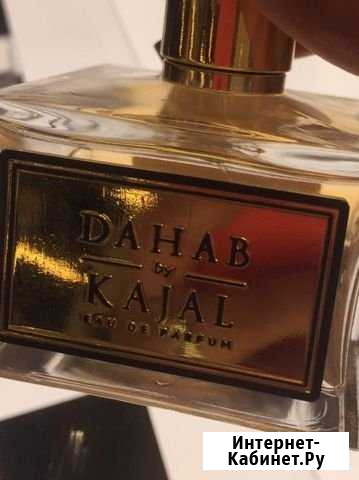 DAHAB
by
KAJAL
EAU DE PARFUM
Интернет-
Кабинет.Ру